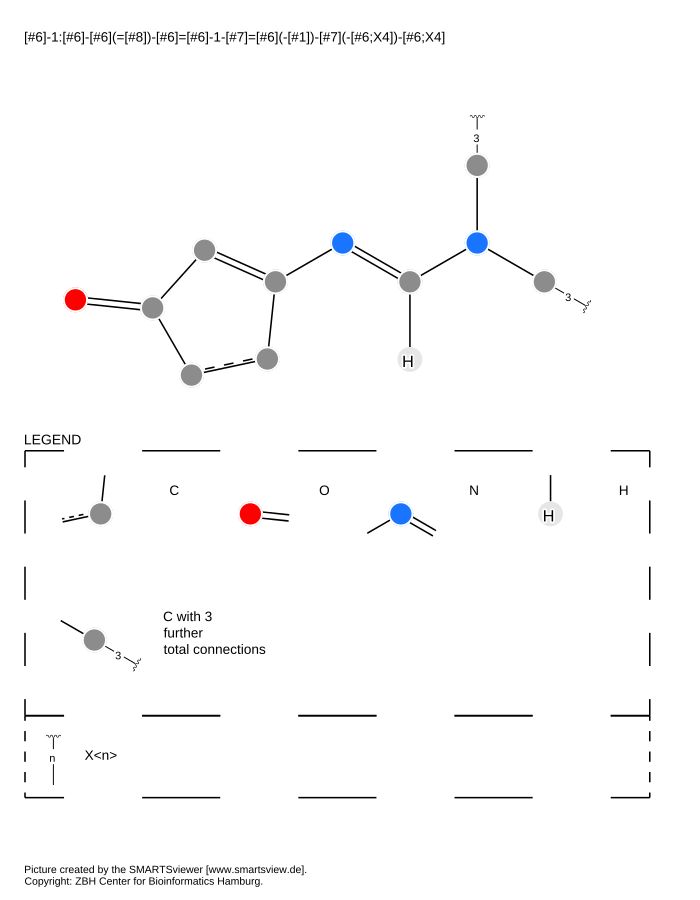 [#6]-1:[#6]-[#6](=[#8])-[#6]=[#6]-1-[#7]=[#6](-[#1])-[#7](-[#6;X4])-[#6;X4]
3
3
H
LEGEND
C
O
N
H
H
C with 3
further
total connections
3
n
X<n>
Picture created by the SMARTSviewer [www.smartsview.de].
Copyright: ZBH Center for Bioinformatics Hamburg.